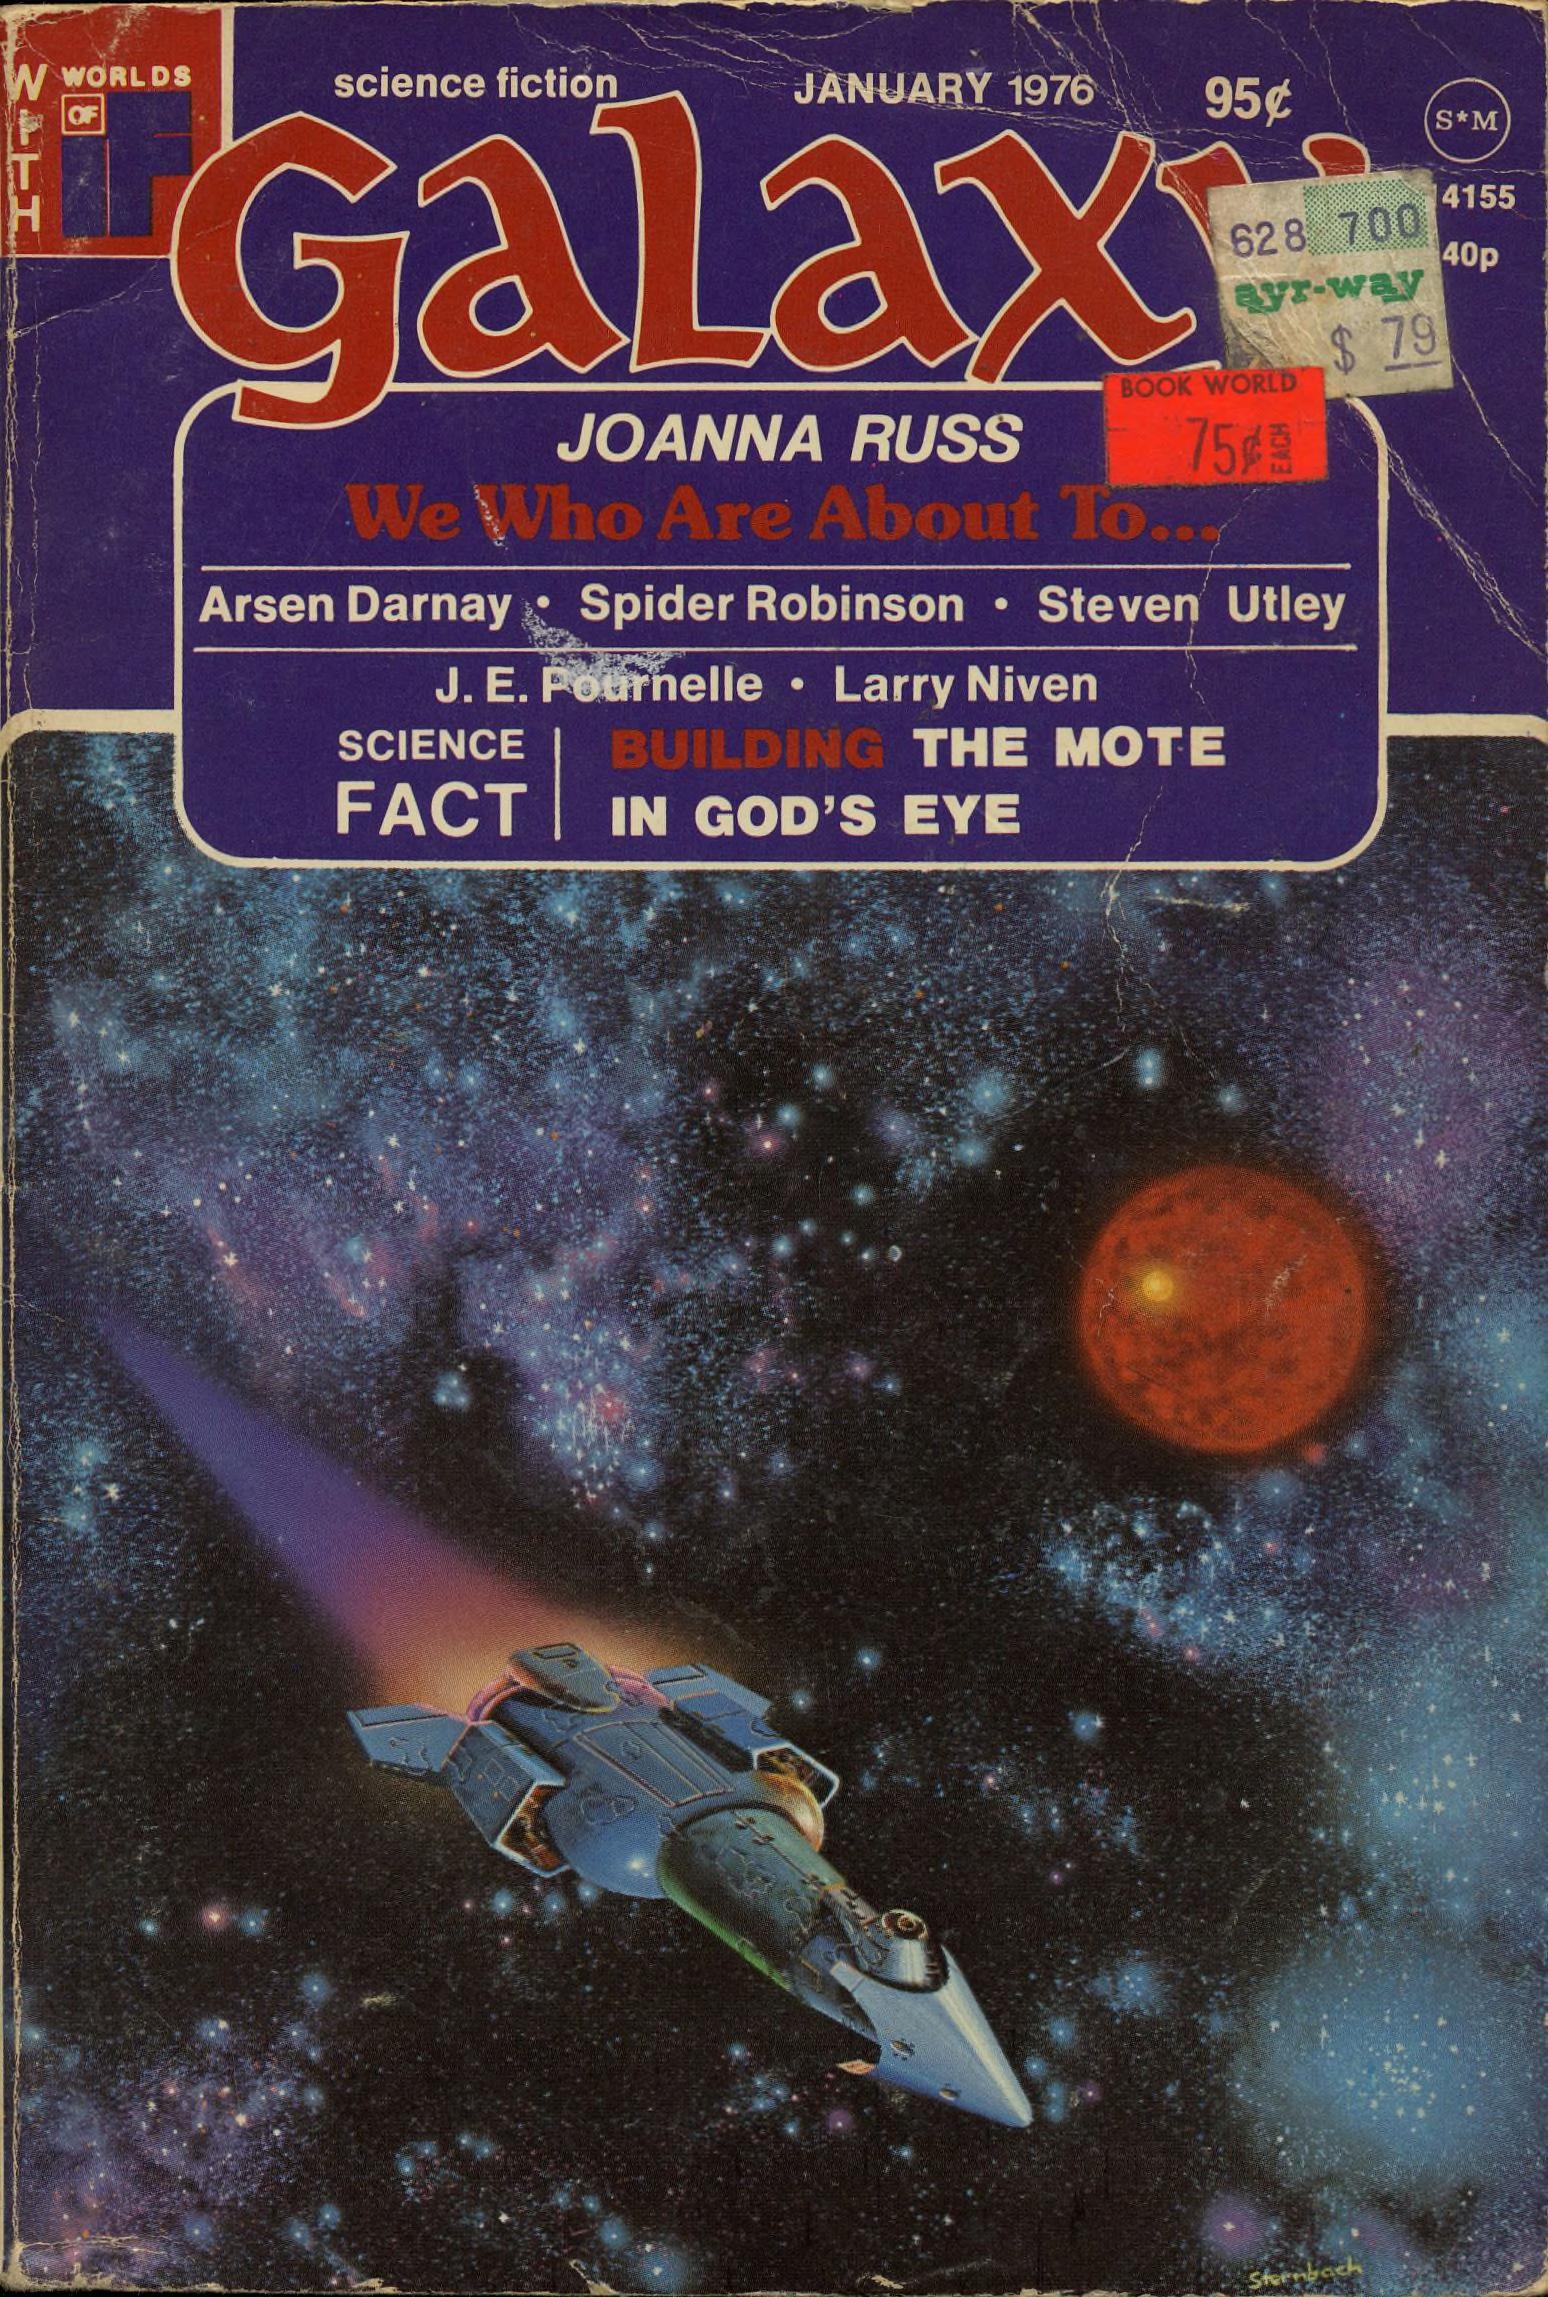 WITH
WORLDS
OF
IF
science fiction
JANUARY 1976
95¢
S*M
Galaxy
14155
40p
628 700
ayr-way
$ 79
BOOK WORLD
75¢ EACH
JOANNA RUSS
We Who Are About To...
Arsen Darnay • Spider Robinson • Steven Utley
J. E. Pournelle • Larry Niven
SCIENCE
FACT
BUILDING THE MOTE
IN GOD'S EYE
Sternbach